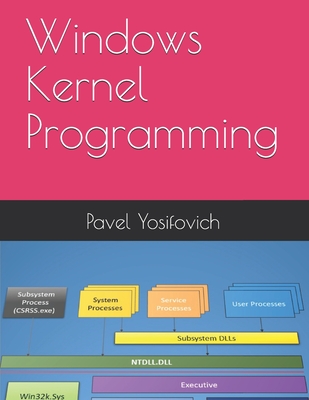 Windows
Kernel
Programming
Pavel Yosifovich
Subsystem
Process
(CSRSS.exe)
System
Processes
Service
Processes
User Processes
Subsystem DLLs
NTDLL.DLL
Executive
Win32k.Sys